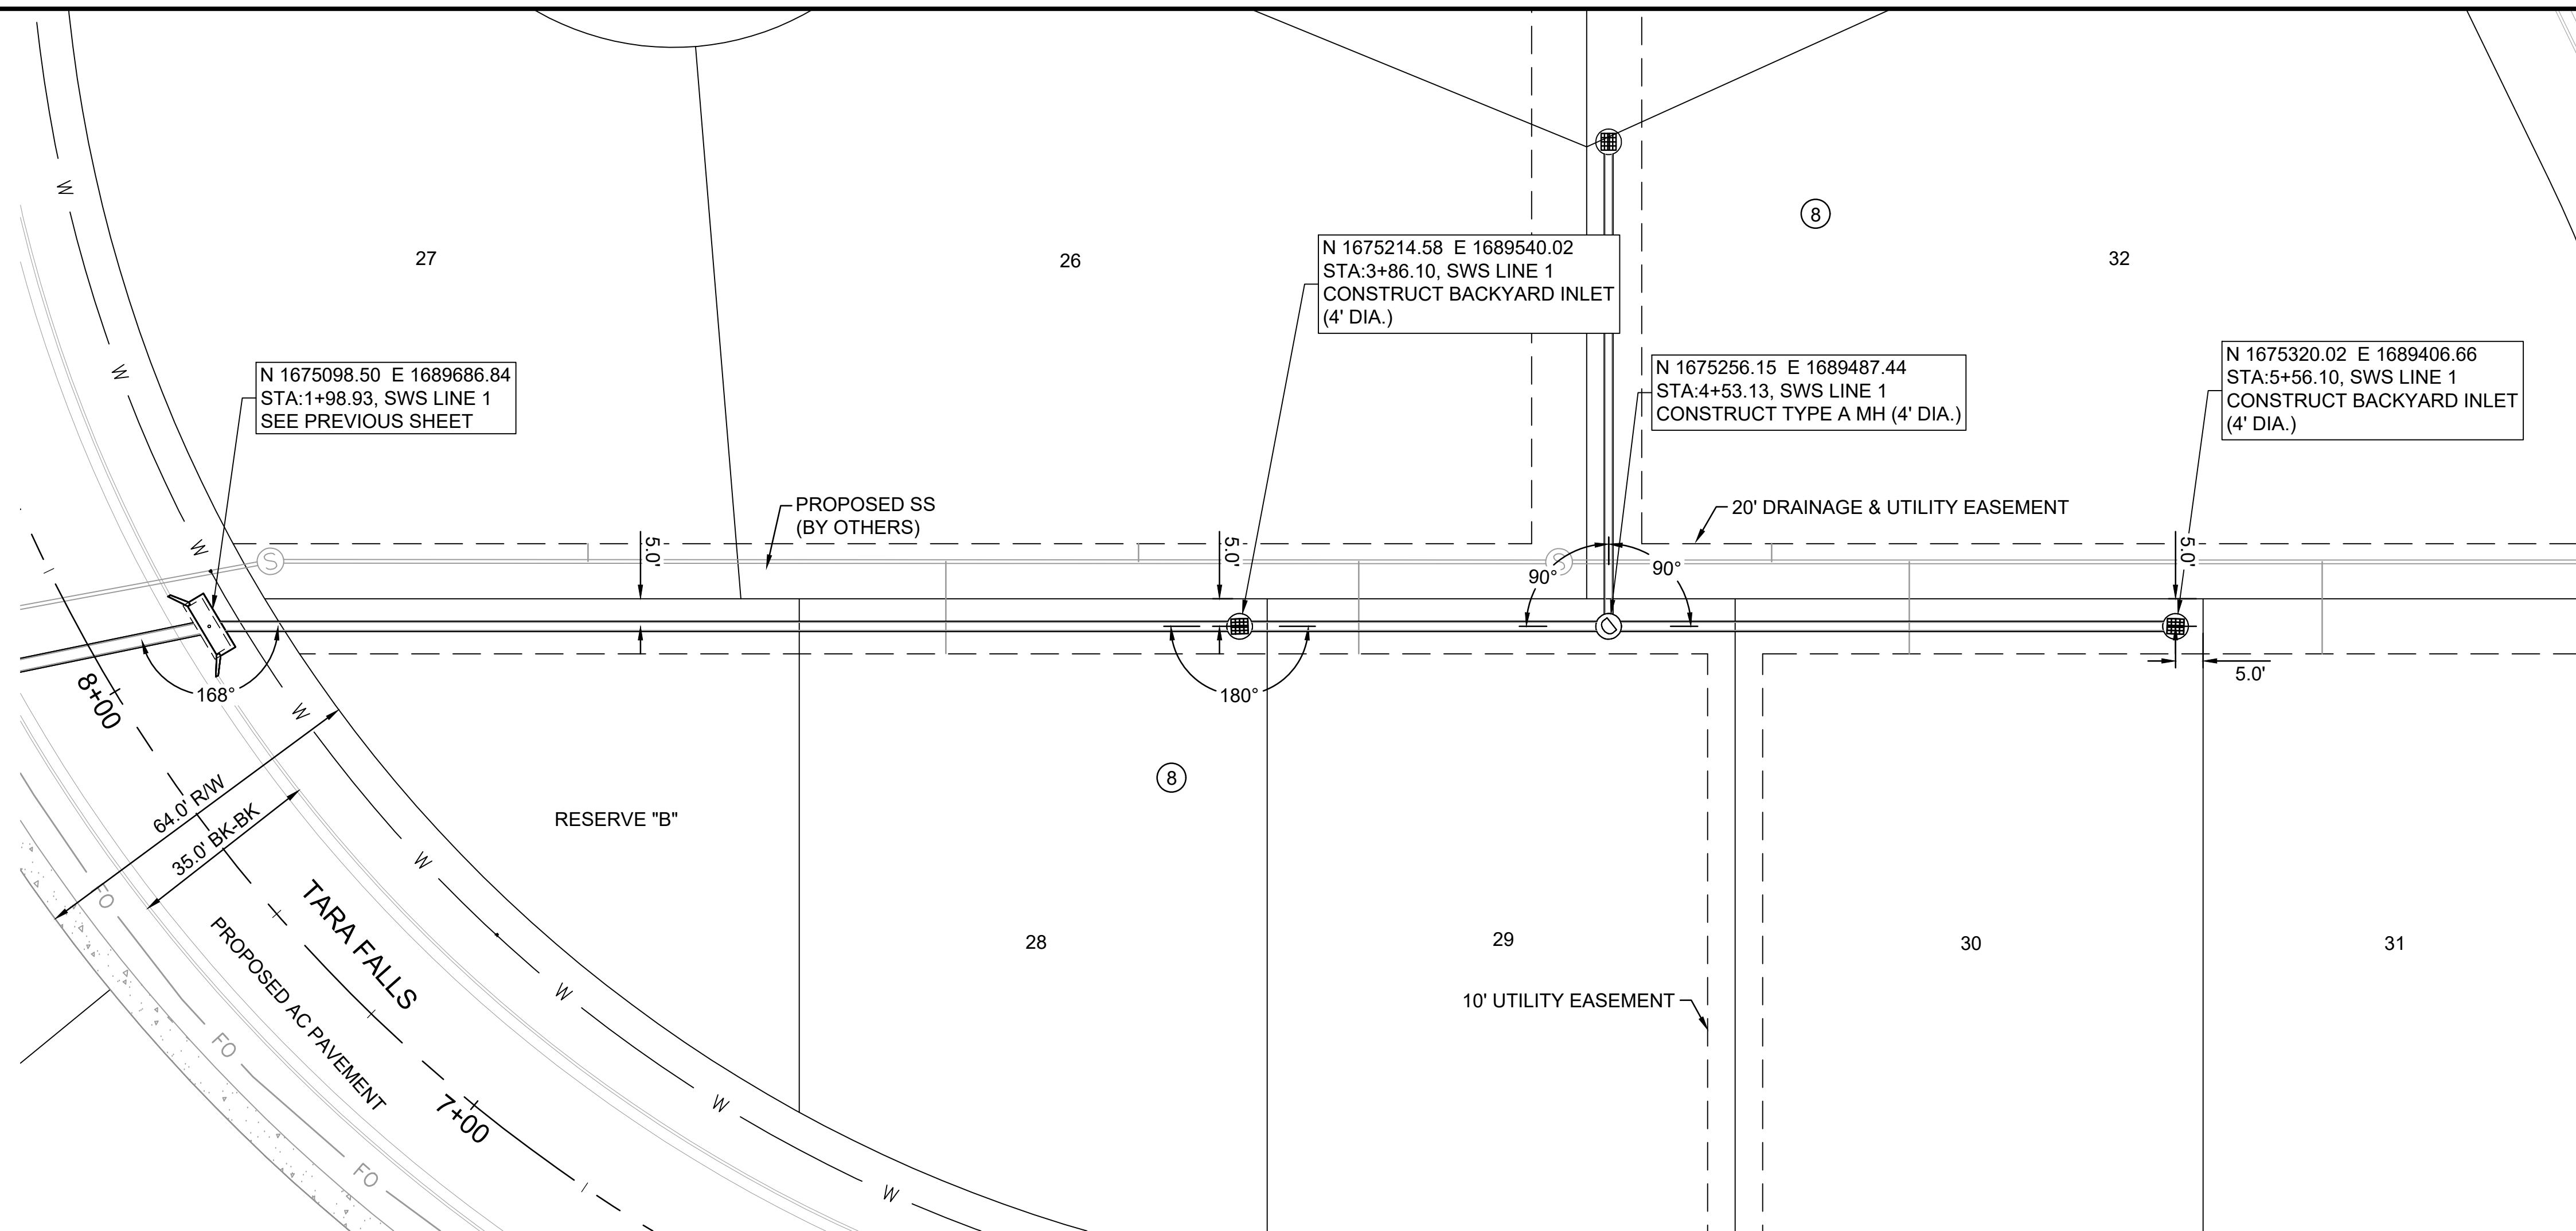 27
26
8
32
N 1675214.58 E 1689540.02
STA:3+86.10, SWS LINE 1
CONSTRUCT BACKYARD INLET
(4' DIA.)
N 1675098.50 E 1689686.84
STA:1+98.93, SWS LINE 1
SEE PREVIOUS SHEET
N 1675256.15 E 1689487.44
STA:4+53.13, SWS LINE 1
CONSTRUCT TYPE A MH (4' DIA.)
N 1675320.02 E 1689406.66
STA:5+56.10, SWS LINE 1
CONSTRUCT BACKYARD INLET
(4' DIA.)
PROPOSED SS
(BY OTHERS)
20' DRAINAGE & UTILITY EASEMENT
W
W
W
W
W
W
W
W
S
S
5.0'
5.0'
5.0'
90°
90°
5.0'
168°
180°
8+00
64.0' R/W
35.0' BK-BK
8
RESERVE "B"
28
29
30
31
TARA FALLS
PROPOSED AC PAVEMENT
10' UTILITY EASEMENT
7+00
FO
FO
FO